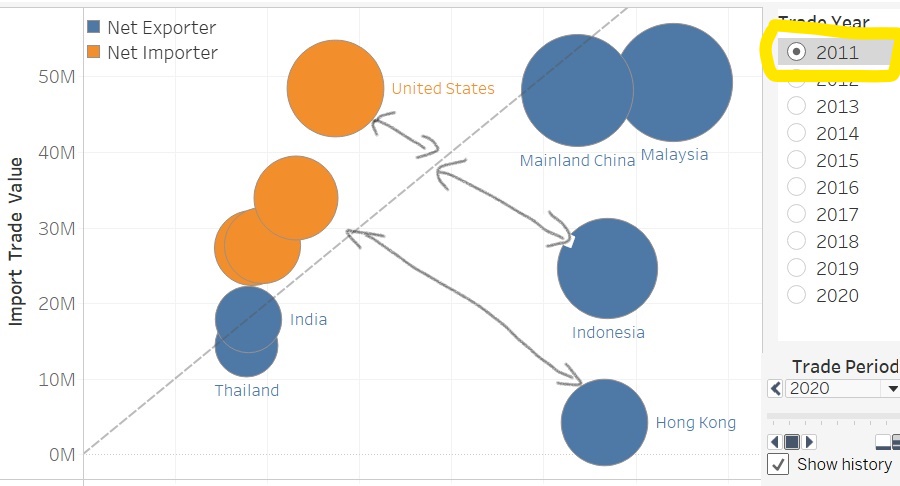 Net Exporter
Net Importer
Import Trade Value
50M
40M
30M
20M
10M
0M
United States
Mainland China
Malaysia
India
Thailand
Indonesia
Hong Kong
Trade Year
2011
2012
2013
2014
2015
2016
2017
2018
2019
2020
Trade Period
2020
Show history